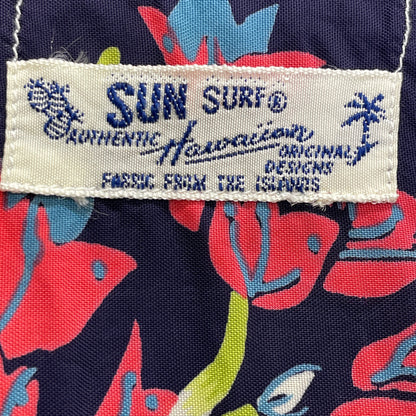 SUN SURF®
AUTHENTIC Hawaiian ORIGINAL DESIGNS
FABRIC FROM THE ISLANDS